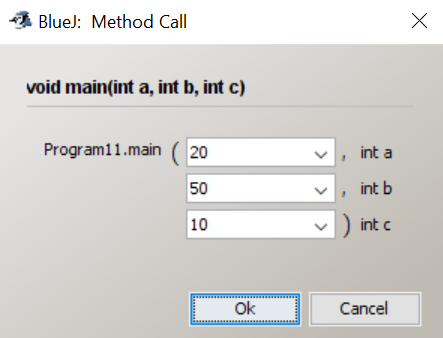 BlueJ: Method Call
void main(int a, int b, int c)
Program11.main ( 20 , int a
50 , int b
10 ) int c
Ok Cancel